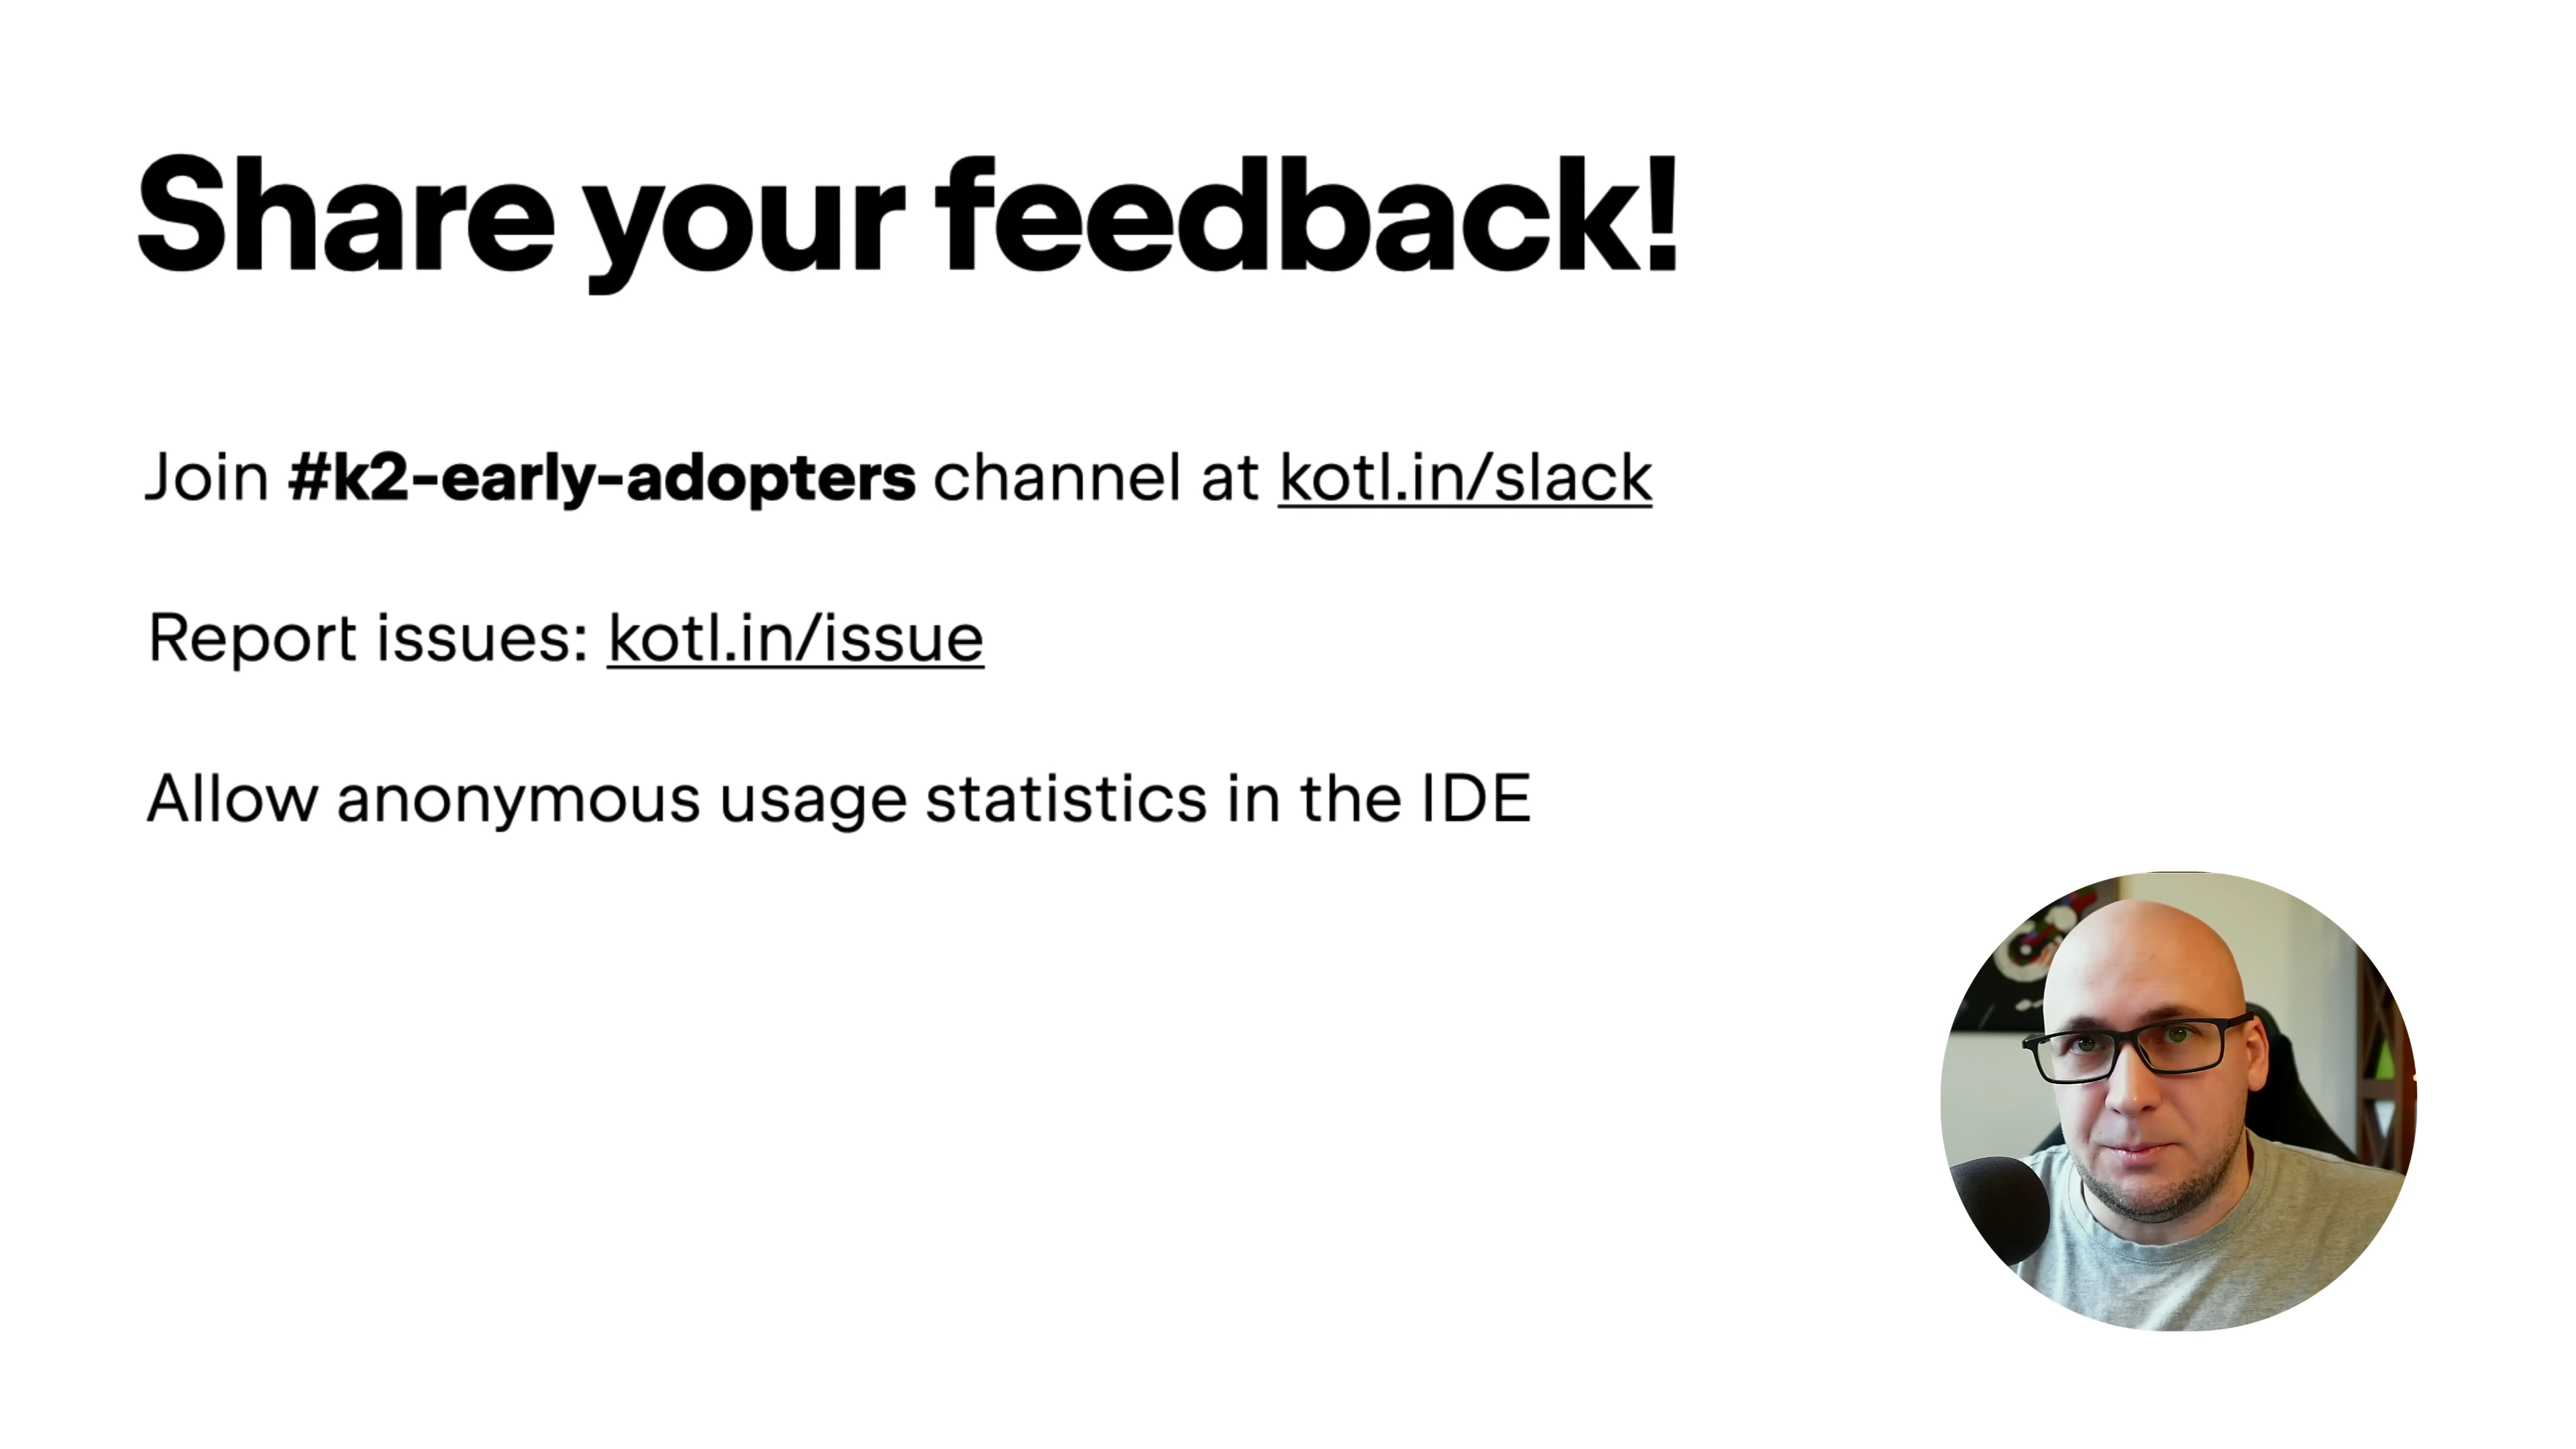 Share your feedback!
Join #k2-early-adopters channel at kotl.in/slack
Report issues: kotl.in/issue
Allow anonymous usage statistics in the IDE